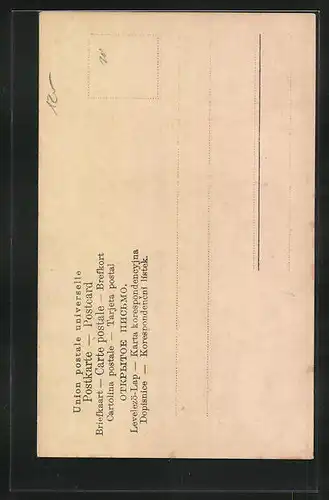 Union postale universelle
Postkarte — Postcard
Briefkaart — Carte postale — Brefkort
Cartolina postale — Tarjeta postal
ОТКРЫТОЕ ПИСЬМО.
Levelező-Lap — Karta korespondencyjna
Dopisnice — Korespondenční lístek.